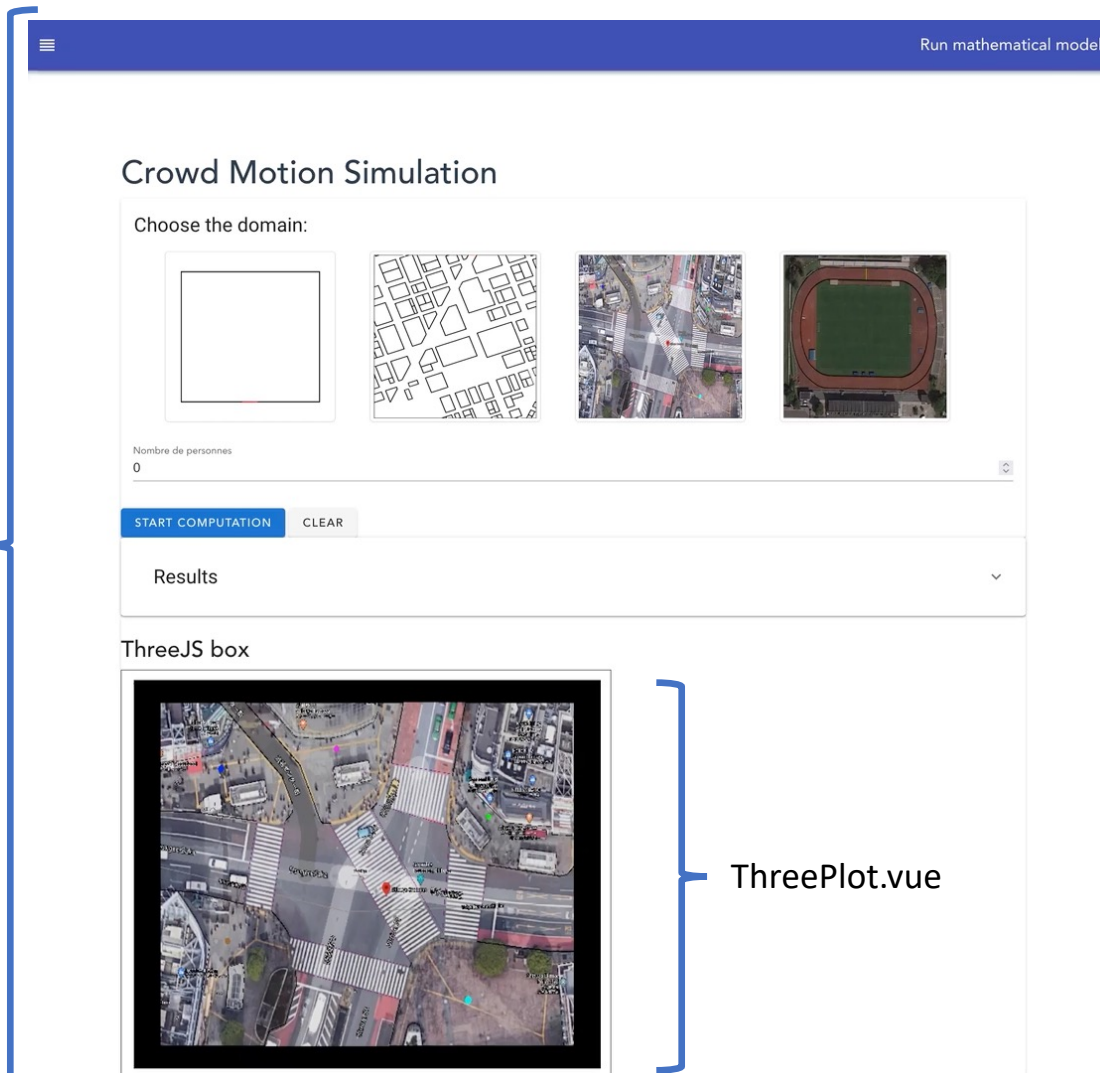 Run mathematical model
Crowd Motion Simulation
Choose the domain:
Nombre de personnes
0
START COMPUTATION CLEAR
Results
ThreeJS box
ThreePlot.vue